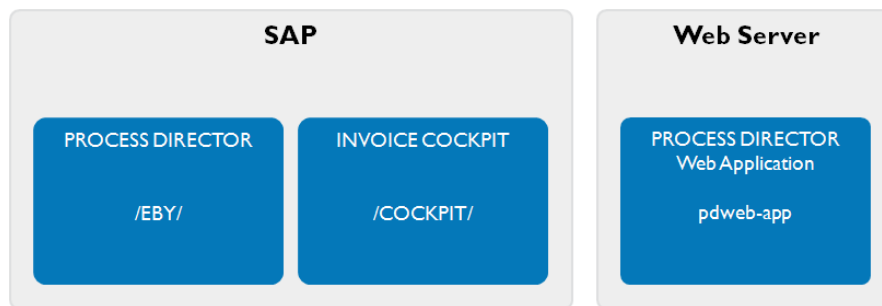 SAP
Web Server
PROCESS DIRECTOR
/EBY/
INVOICE COCKPIT
/COCKPIT/
PROCESS DIRECTOR
Web Application
pdweb-app